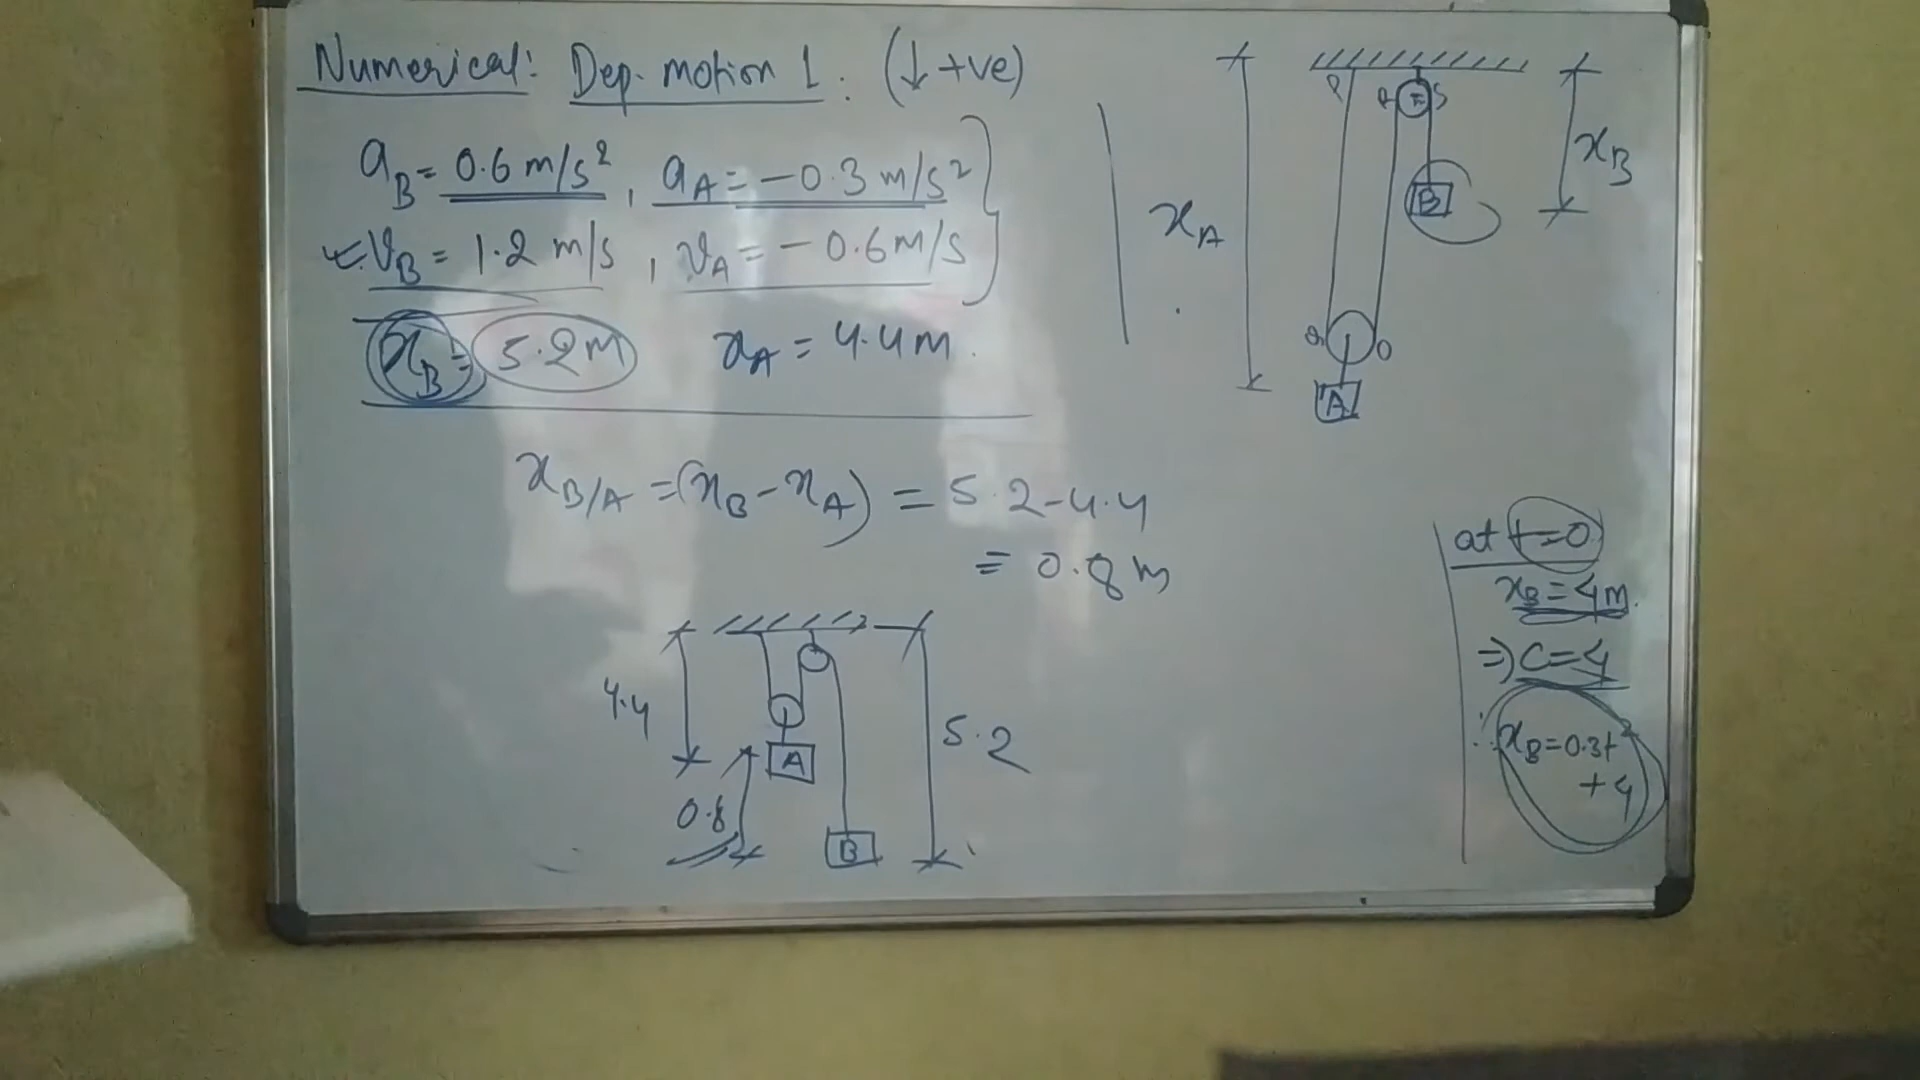 Numerical: Dep. motion 1. (↓ +ve)
a_B = 0.6 m/s², a_A = -0.3 m/s²
v_B = 1.2 m/s, v_A = -0.6 m/s
x_B = 5.2 m x_A = 4.4 m.
x_B/A = (x_B - x_A) = 5.2 - 4.4
= 0.8 m
4.4
A
0.8
B
5.2
x_A
P
S
B
x_B
A
at t=0
x_B = 4m.
⇒ C = 4
∴ x_B = 0.3t²
+ 4